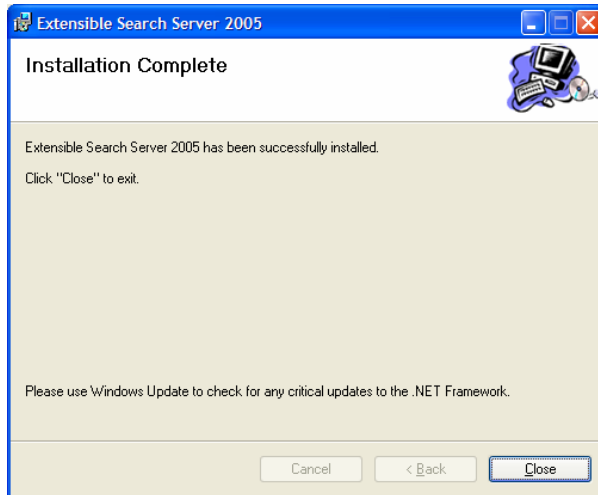 Extensible Search Server 2005
Installation Complete
Extensible Search Server 2005 has been successfully installed.
Click "Close" to exit.
Please use Windows Update to check for any critical updates to the .NET Framework.
Cancel
< Back
Close